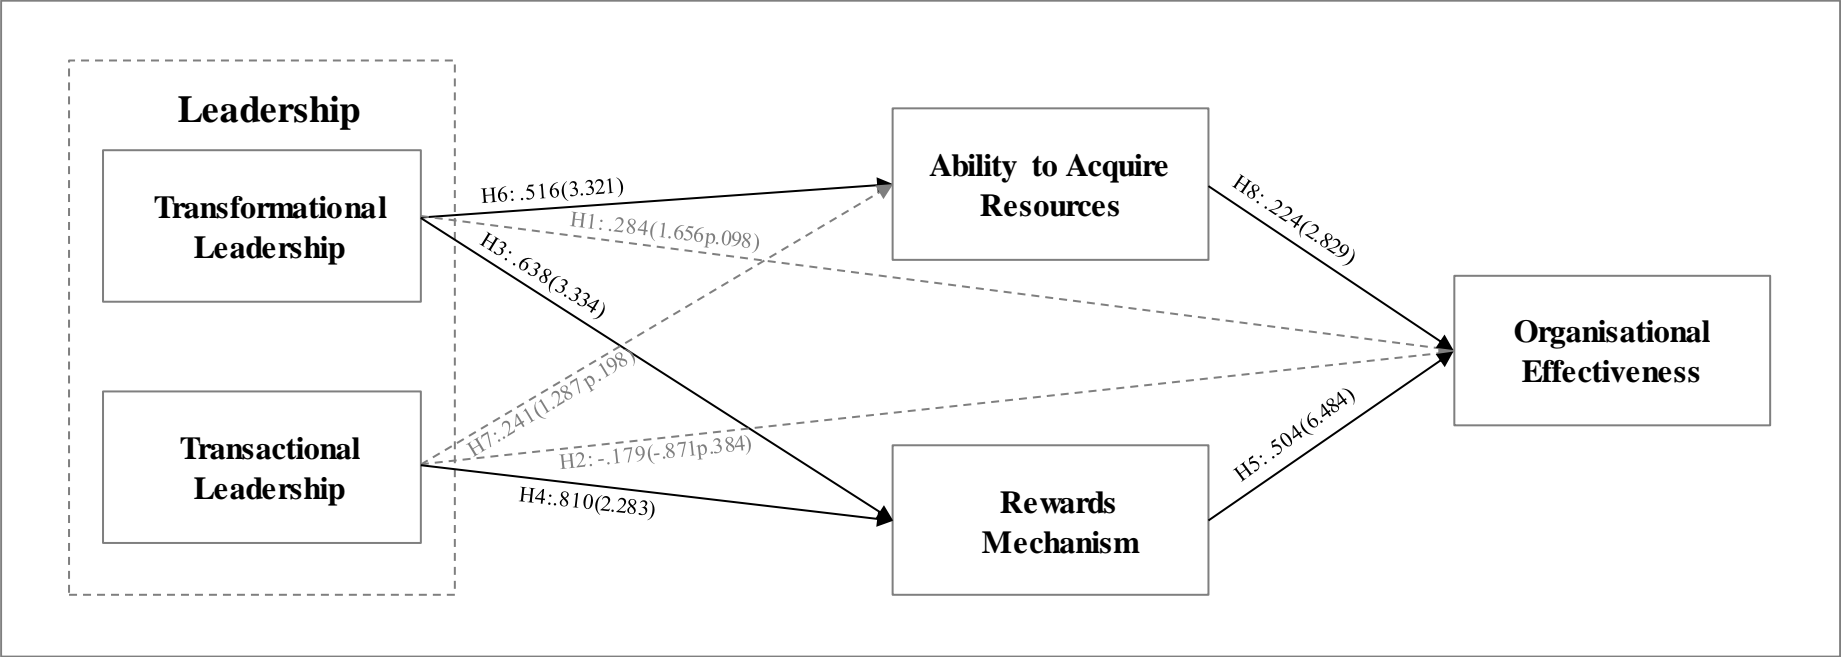 Leadership
Transformational
Leadership
Transactional
Leadership
H6: .516(3.321)
H1: .284(1.656p.098)
H3: .638(3.334)
H7:.241(1.287p.198)
H2: -.179(-.871p.384)
H4:.810(2.283)
Ability to Acquire
Resources
Rewards
Mechanism
H8: .224(2.829)
H5: .504(6.484)
Organisational
Effectiveness